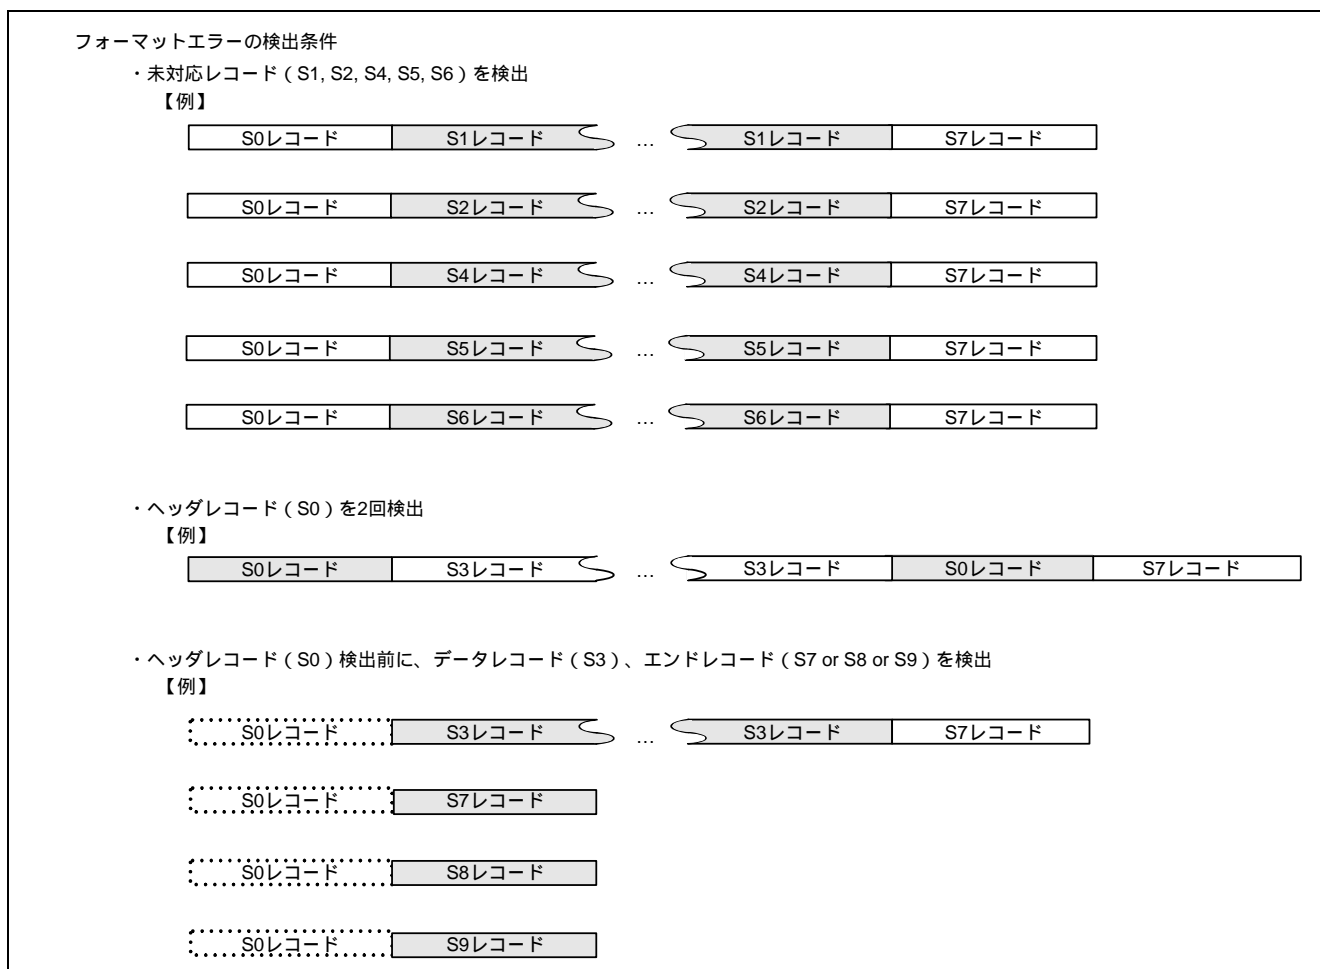 フォーマットエラーの検出条件
・未対応レコード（S1, S2, S4, S5, S6）を検出
【例】
S0レコード S1レコード ... S1レコード S7レコード
S0レコード S2レコード ... S2レコード S7レコード
S0レコード S4レコード ... S4レコード S7レコード
S0レコード S5レコード ... S5レコード S7レコード
S0レコード S6レコード ... S6レコード S7レコード
・ヘッダレコード（S0）を2回検出
【例】
S0レコード S3レコード ... S3レコード S0レコード S7レコード
・ヘッダレコード（S0）検出前に、データレコード（S3）、エンドレコード（S7 or S8 or S9）を検出
【例】
S0レコード S3レコード ... S3レコード S7レコード
S0レコード S7レコード
S0レコード S8レコード
S0レコード S9レコード